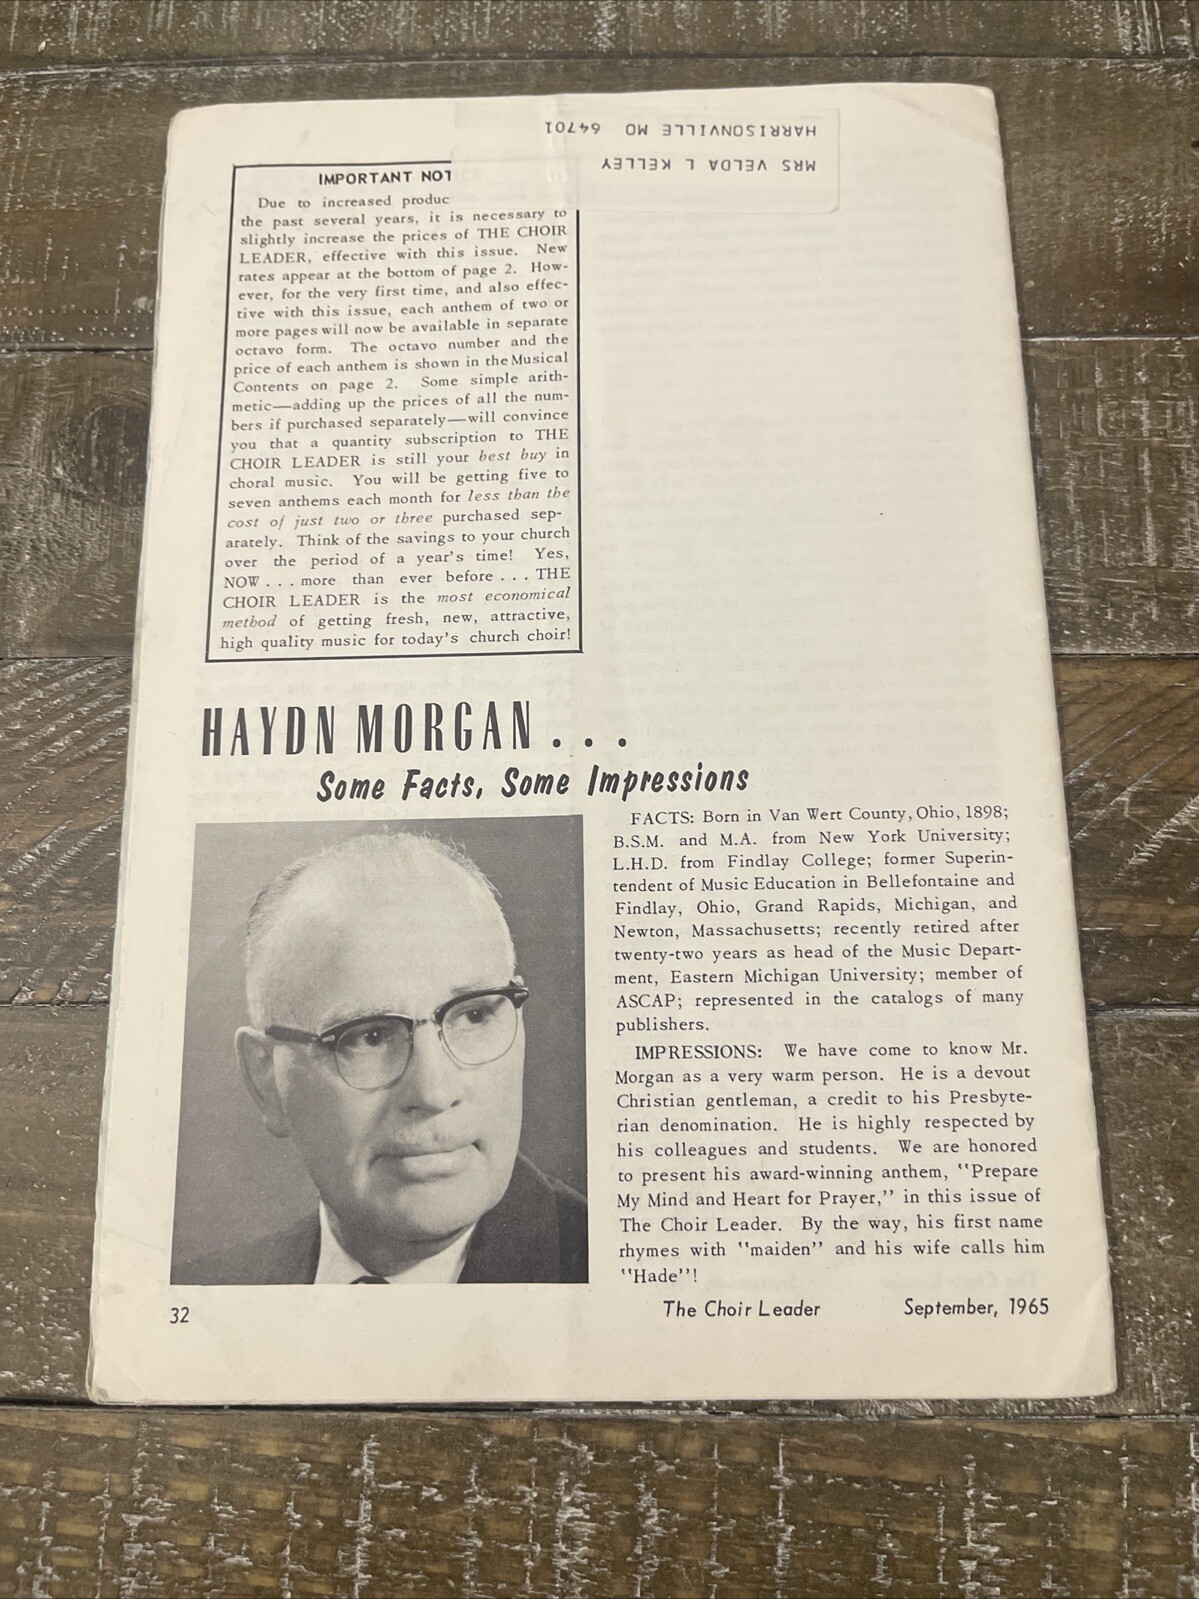 HARRISONVILLE MO 64701
MRS VELDA L KELLEY
IMPORTANT NOT
Due to increased produc
the past several years, it is necessary to
slightly increase the prices of THE CHOIR
LEADER, effective with this issue. New
rates appear at the bottom of page 2. How-
ever, for the very first time, and also effec-
tive with this issue, each anthem of two or
more pages will now be available in separate
octavo form. The octavo number and the
price of each anthem is shown in the Musical
Contents on page 2. Some simple arith-
metic—adding up the prices of all the num-
bers if purchased separately—will convince
you that a quantity subscription to THE
CHOIR LEADER is still your best buy in
choral music. You will be getting five to
seven anthems each month for less than the
cost of just two or three purchased sep-
arately. Think of the savings to your church
over the period of a year's time! Yes,
NOW . . . more than ever before . . . THE
CHOIR LEADER is the most economical
method of getting fresh, new, attractive,
high quality music for today's church choir!
HAYDN MORGAN . . .
Some Facts, Some Impressions
FACTS: Born in Van Wert County, Ohio, 1898;
B.S.M. and M.A. from New York University;
L.H.D. from Findlay College; former Superin-
tendent of Music Education in Bellefontaine and
Findlay, Ohio, Grand Rapids, Michigan, and
Newton, Massachusetts; recently retired after
twenty-two years as head of the Music Depart-
ment, Eastern Michigan University; member of
ASCAP; represented in the catalogs of many
publishers.
IMPRESSIONS: We have come to know Mr.
Morgan as a very warm person. He is a devout
Christian gentleman, a credit to his Presbyte-
rian denomination. He is highly respected by
his colleagues and students. We are honored
to present his award-winning anthem, "Prepare
My Mind and Heart for Prayer," in this issue of
The Choir Leader. By the way, his first name
rhymes with "maiden" and his wife calls him
"Hade"!
32
The Choir Leader
September, 1965